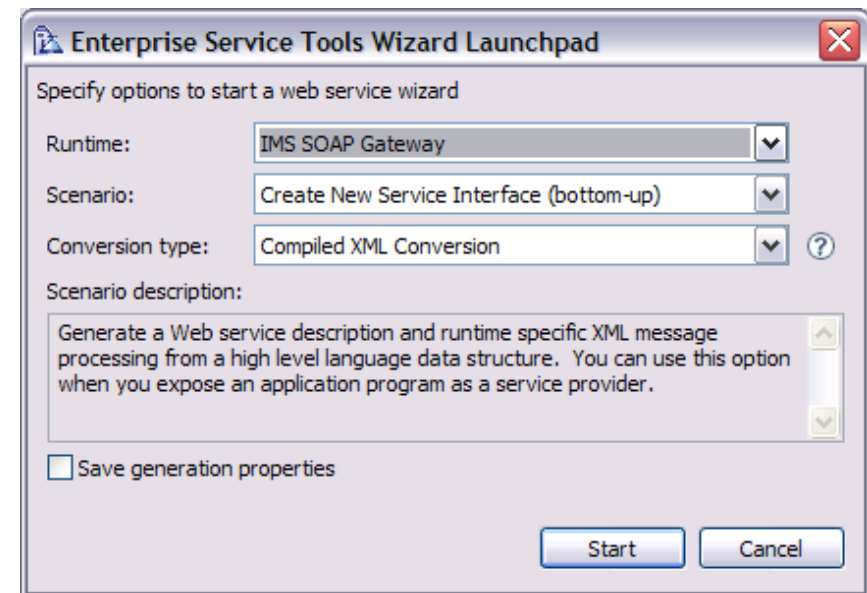 Enterprise Service Tools Wizard Launchpad
Specify options to start a web service wizard
Runtime: IMS SOAP Gateway
Scenario: Create New Service Interface (bottom-up)
Conversion type: Compiled XML Conversion ?
Scenario description:
Generate a Web service description and runtime specific XML message
processing from a high level language data structure.  You can use this option
when you expose an application program as a service provider.
Save generation properties
Start Cancel